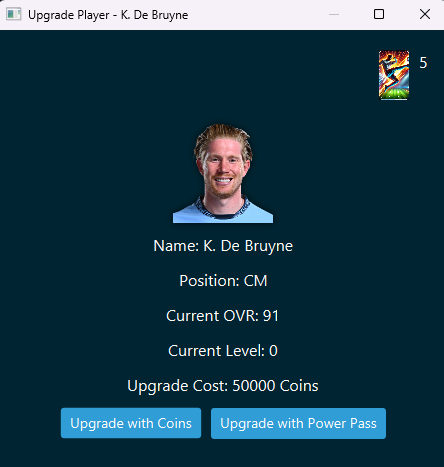 Upgrade Player - K. De Bruyne
5
Name: K. De Bruyne
Position: CM
Current OVR: 91
Current Level: 0
Upgrade Cost: 50000 Coins
Upgrade with Coins
Upgrade with Power Pass